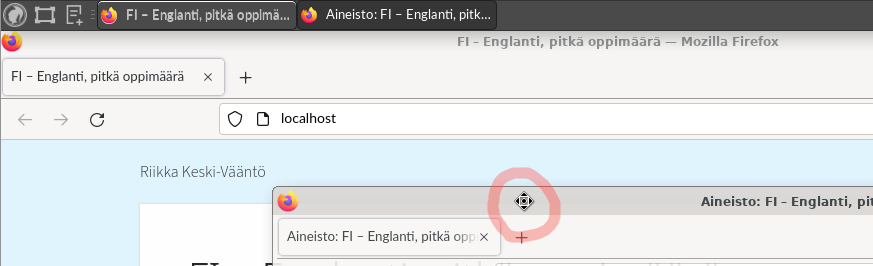 FI – Englanti, pitkä oppimä...
Aineisto: FI – Englanti, pitk...
FI - Englanti, pitkä oppimäärä — Mozilla Firefox
FI – Englanti, pitkä oppimäärä
localhost
Riikka Keski-Vääntö
Aineisto: FI - Englanti, pit
Aineisto: FI – Englanti, pitkä opp